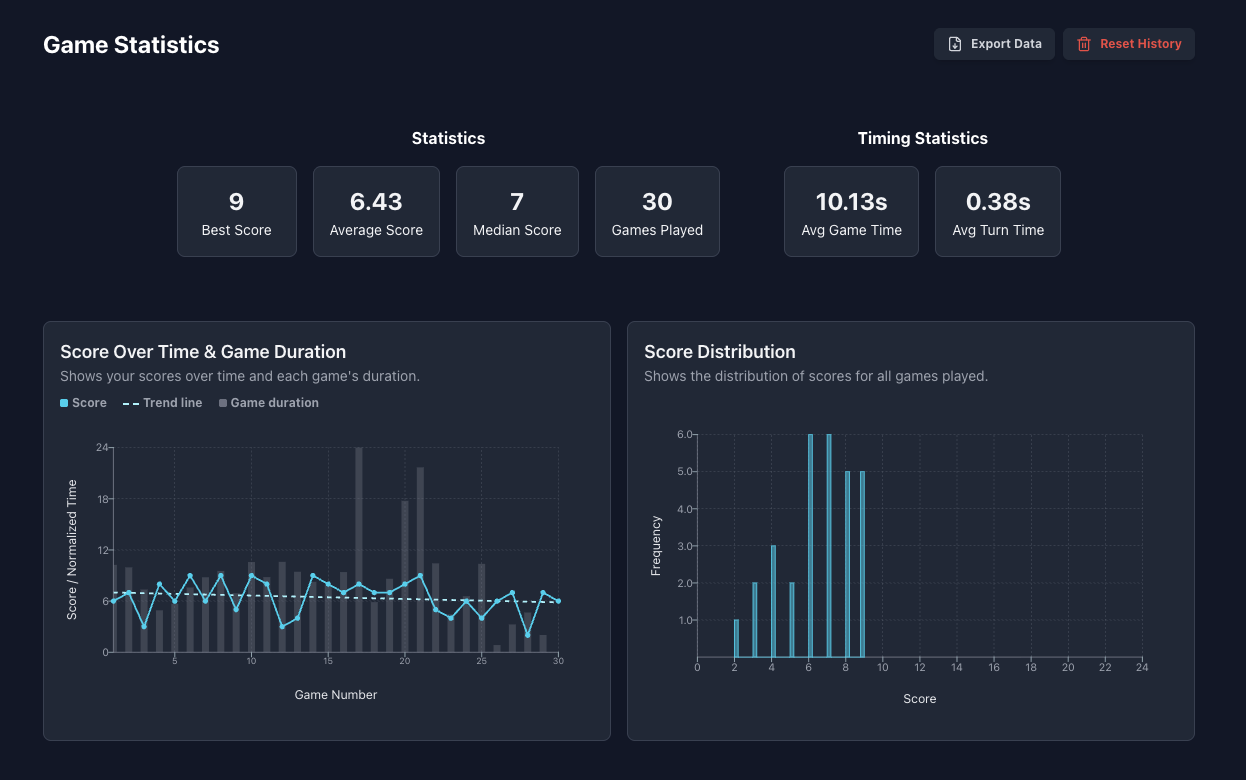 Game Statistics
Export Data
Reset History
Statistics
Timing Statistics
9
Best Score
6.43
Average Score
7
Median Score
30
Games Played
10.13s
Avg Game Time
0.38s
Avg Turn Time
Score Over Time & Game Duration
Shows your scores over time and each game's duration.
Score
Trend line
Game duration
24
18
12
6
0
Score / Normalized Time
5
10
15
20
25
30
Game Number
Score Distribution
Shows the distribution of scores for all games played.
6.0
5.0
4.0
3.0
2.0
1.0
Frequency
0
2
4
6
8
10
12
14
16
18
20
22
24
Score